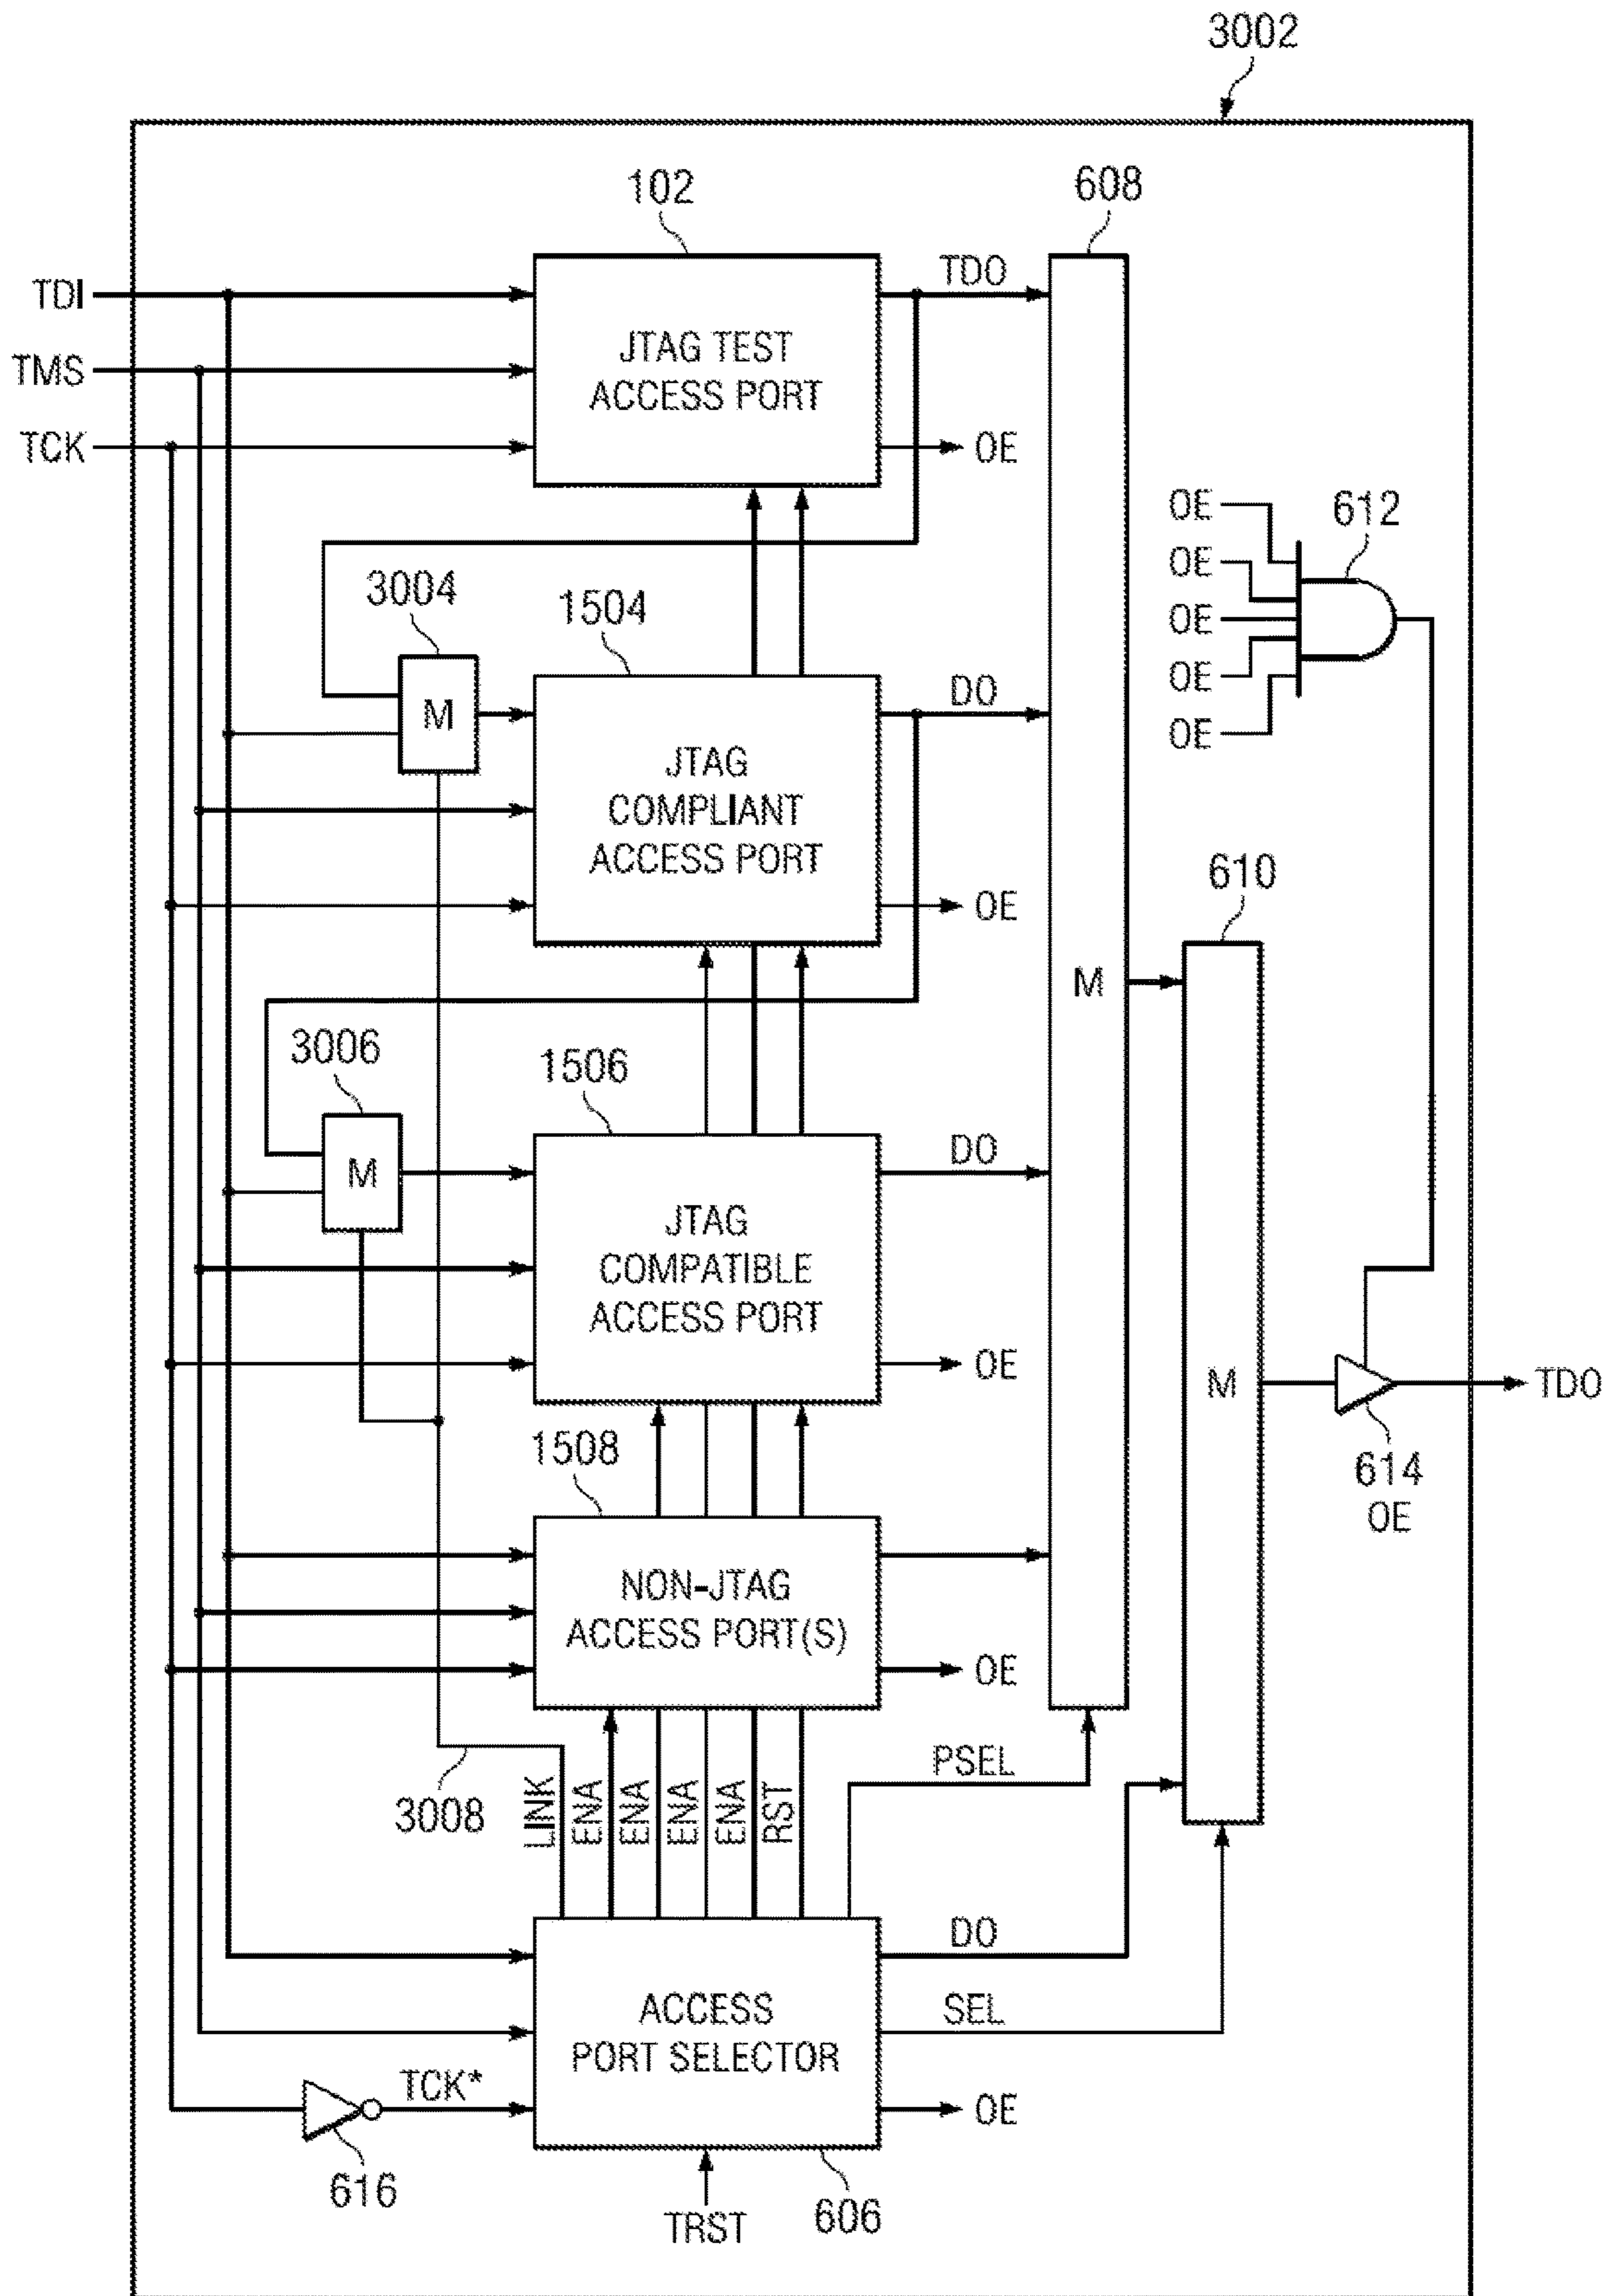 3002
102
608
TDI
TDO
JTAG TEST
ACCESS PORT
TMS
TCK
OE
OE
612
OE
OE
OE
OE
3004
1504
M
DO
JTAG
COMPLIANT
ACCESS PORT
610
OE
M
3006
1506
M
DO
JTAG
COMPATIBLE
ACCESS PORT
OE
M
TDO
614
OE
1508
NON-JTAG
ACCESS PORT(S)
OE
PSEL
3008
LINK
ENA
ENA
ENA
ENA
RST
DO
ACCESS
PORT SELECTOR
SEL
TCK*
OE
616
TRST
606